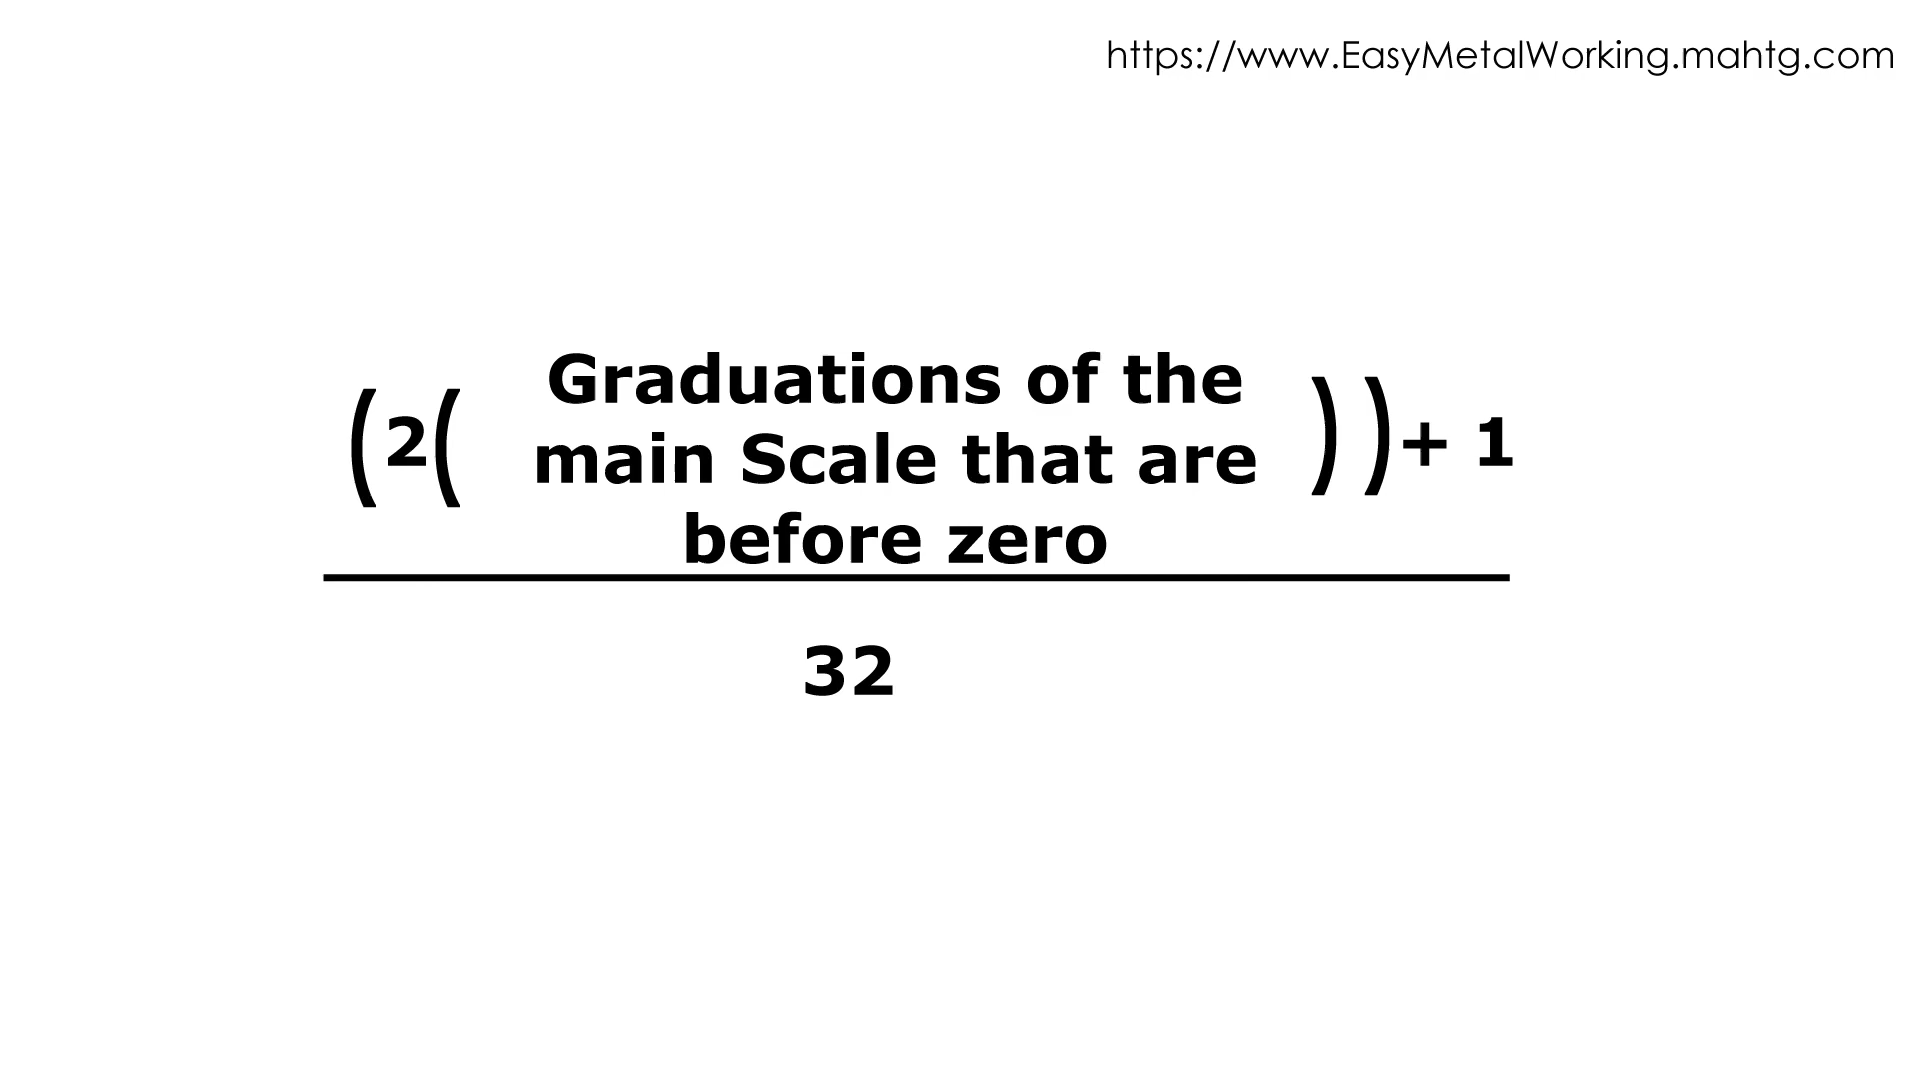 https://www.EasyMetalWorking.mahtg.com
Graduations of the
(2( main Scale that are ))+ 1
before zero
32